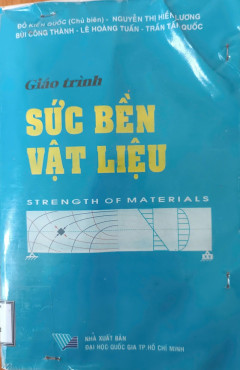 ĐỖ KIẾN QUỐC (Chủ biên) - NGUYỄN THỊ HIỀN LƯƠNG
BÙI CÔNG THÀNH - LÊ HOÀNG TUẤN - TRẦN TẤN QUỐC
Giáo trình
SỨC BỀN
VẬT LIỆU
STRENGTH OF MATERIALS
NHÀ XUẤT BẢN
ĐẠI HỌC QUỐC GIA TP HỒ CHÍ MINH